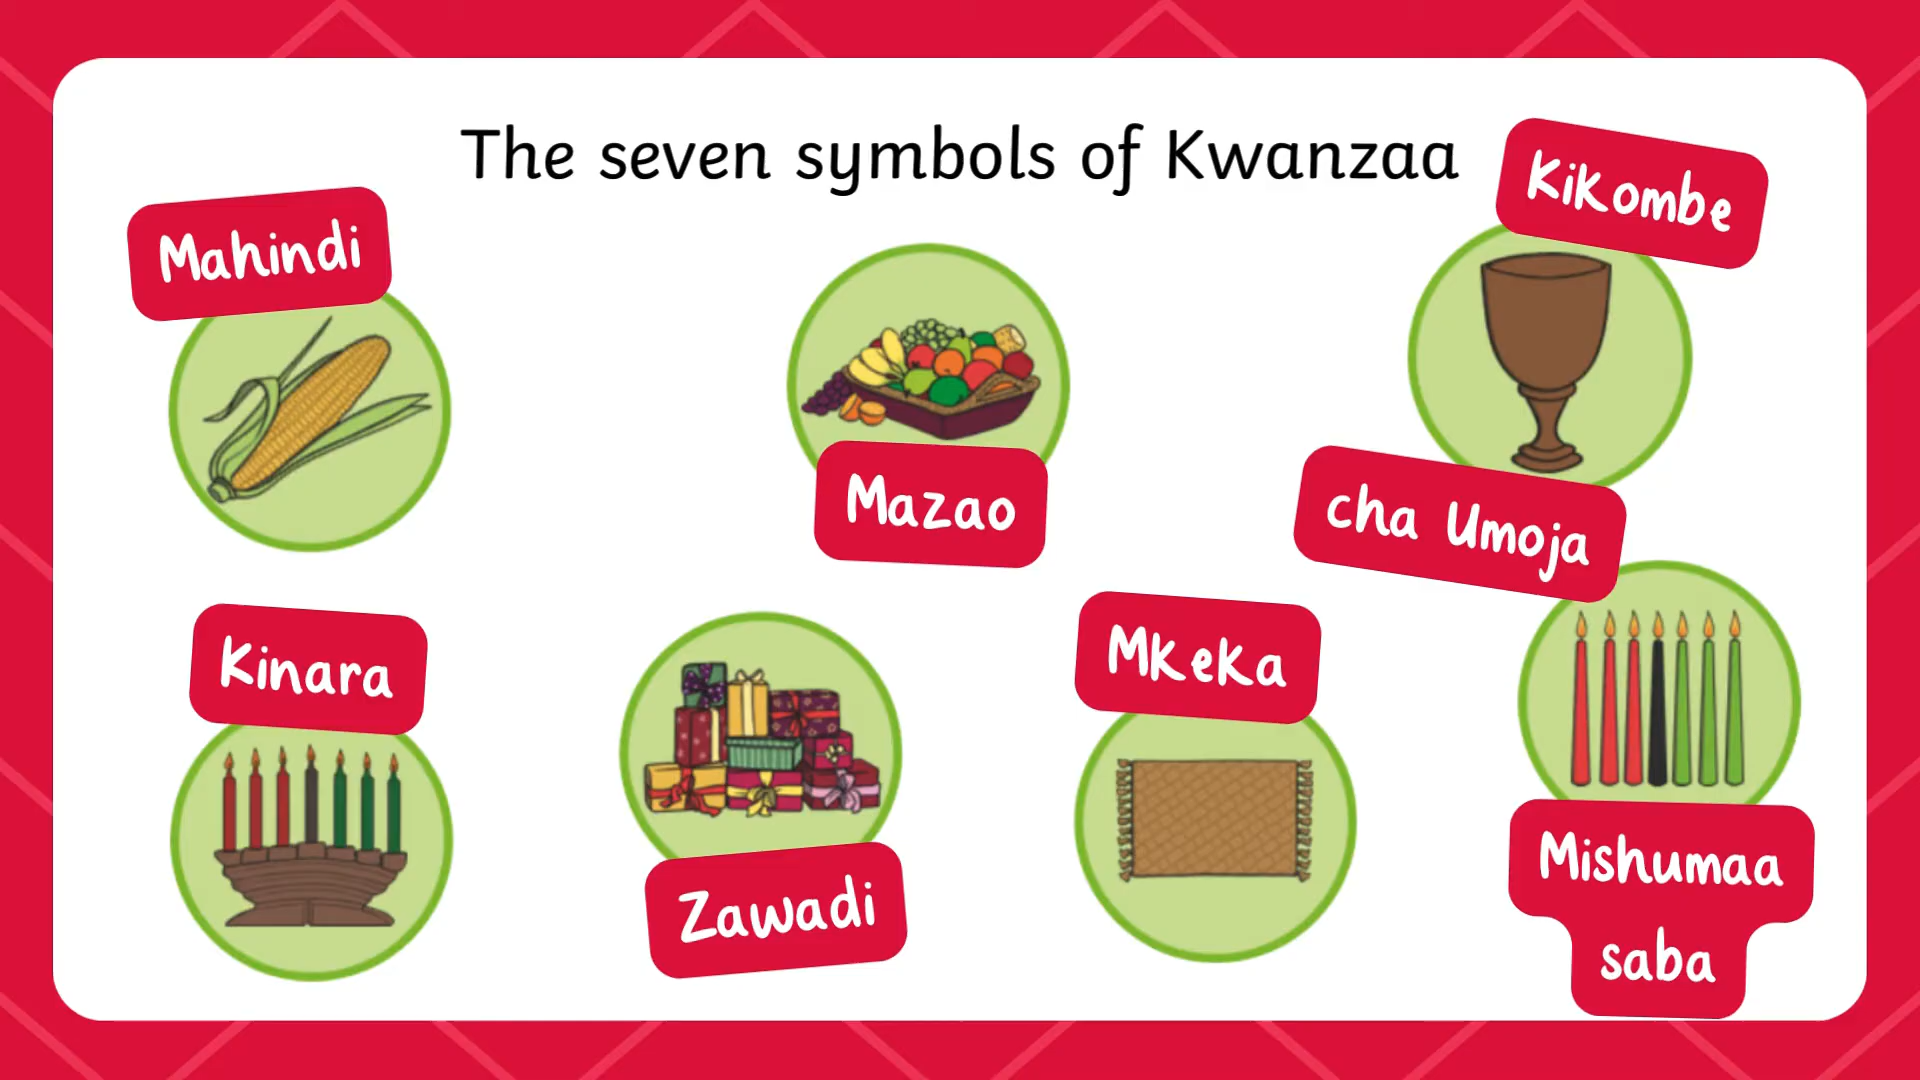 The seven symbols of Kwanzaa
Mahindi
Mazao
Kikombe
cha Umoja
Kinara
Zawadi
Mkeka
Mishumaa
saba